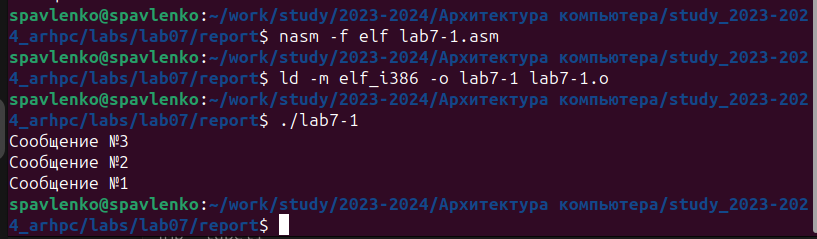 spavlenko@spavlenko:~/work/study/2023-2024/Архитектура компьютера/study_2023-202
4_arhpc/labs/lab07/report$ nasm -f elf lab7-1.asm
spavlenko@spavlenko:~/work/study/2023-2024/Архитектура компьютера/study_2023-202
4_arhpc/labs/lab07/report$ ld -m elf_i386 -o lab7-1 lab7-1.o
spavlenko@spavlenko:~/work/study/2023-2024/Архитектура компьютера/study_2023-202
4_arhpc/labs/lab07/report$ ./lab7-1
Сообщение №3
Сообщение №2
Сообщение №1
spavlenko@spavlenko:~/work/study/2023-2024/Архитектура компьютера/study_2023-202
4_arhpc/labs/lab07/report$